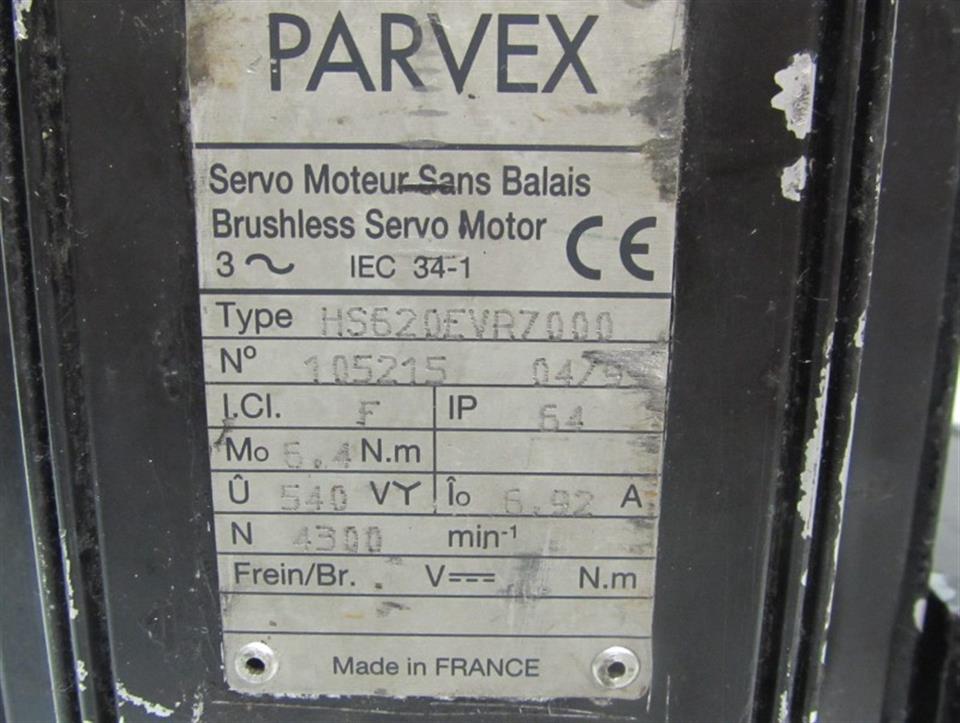 PARVEX
Servo Moteur Sans Balais
Brushless Servo Motor CE
3 ~ IEC 34-1
Type HS620EVR7000
Nº 105215
I.Cl. F IP 64
Mo 6.4 N.m
Û 540 VY Îo 6.92 A
N 4300 min-1
Frein/Br. V N.m
Made in FRANCE